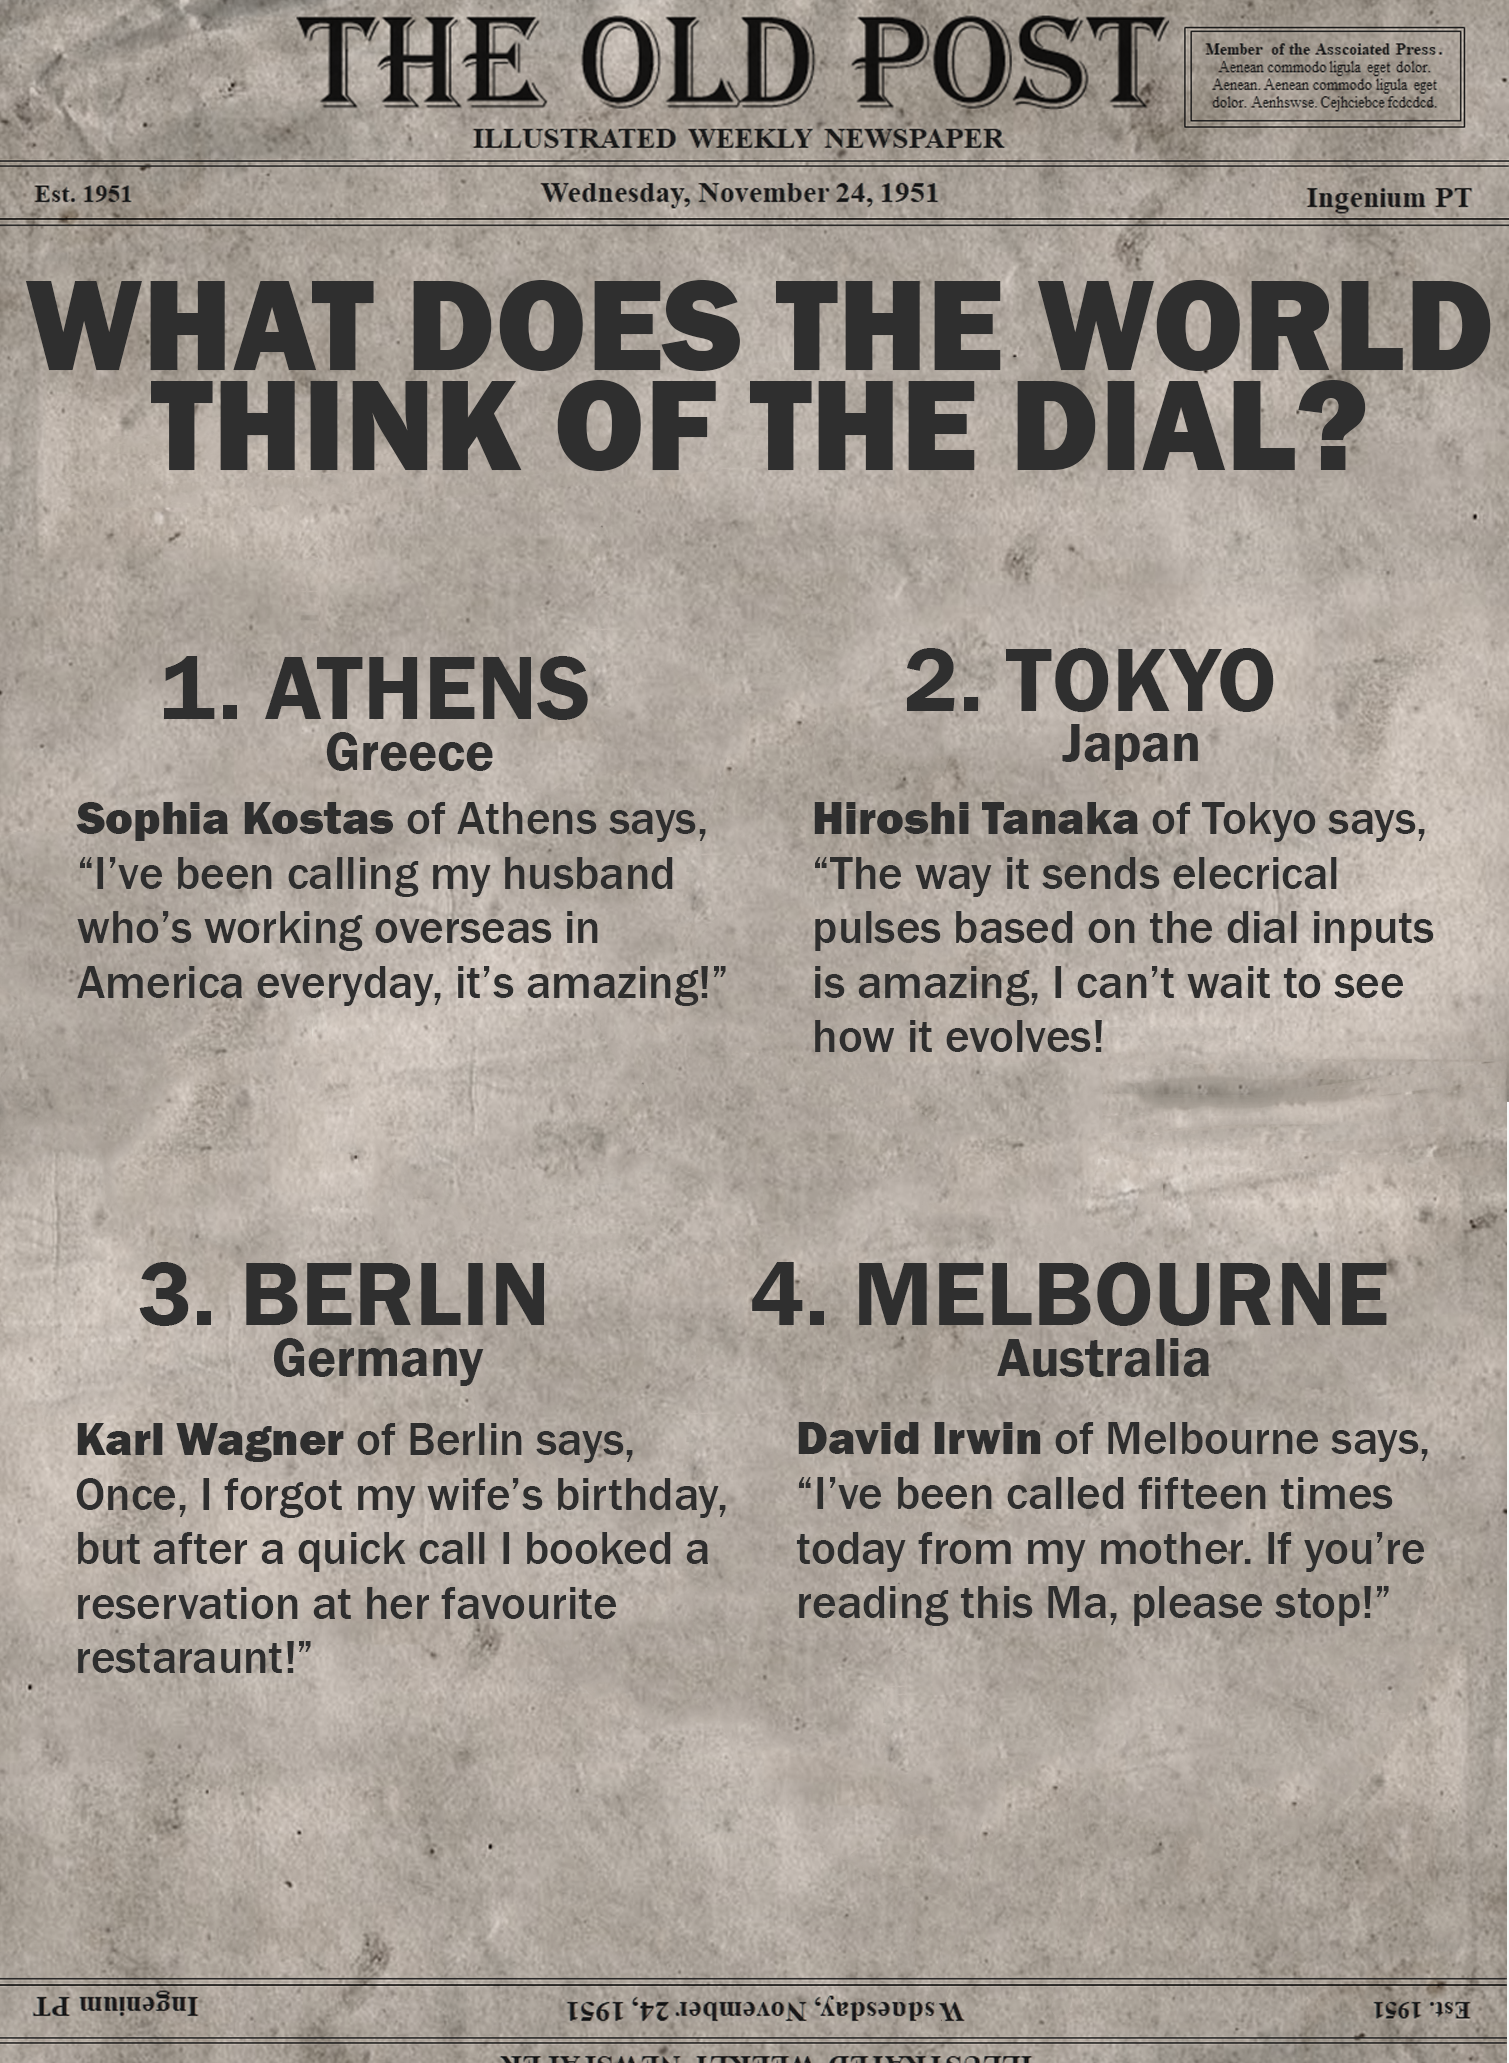 THE OLD POST
Member of the Asscoiated Press.
Aenean commodo ligula eget dolor.
Aenean. Aenean commodo ligula eget
dolor. Aenhswse. Cejhciebce fcdcdcd.
ILLUSTRATED WEEKLY NEWSPAPER
Est. 1951
Wednesday, November 24, 1951
Ingenium PT
WHAT DOES THE WORLD
THINK OF THE DIAL?
1. ATHENS
Greece
Sophia Kostas of Athens says,
“I’ve been calling my husband
who’s working overseas in
America everyday, it’s amazing!”
2. TOKYO
Japan
Hiroshi Tanaka of Tokyo says,
“The way it sends elecrical
pulses based on the dial inputs
is amazing, I can’t wait to see
how it evolves!
3. BERLIN
Germany
Karl Wagner of Berlin says,
Once, I forgot my wife’s birthday,
but after a quick call I booked a
reservation at her favourite
restaraunt!”
4. MELBOURNE
Australia
David Irwin of Melbourne says,
“I’ve been called fifteen times
today from my mother. If you’re
reading this Ma, please stop!”
Ingenium PT
Wsdnesday, November 24, 1951
Est. 1951
ILLUSTRATED WEEKLY NEWSPAPER